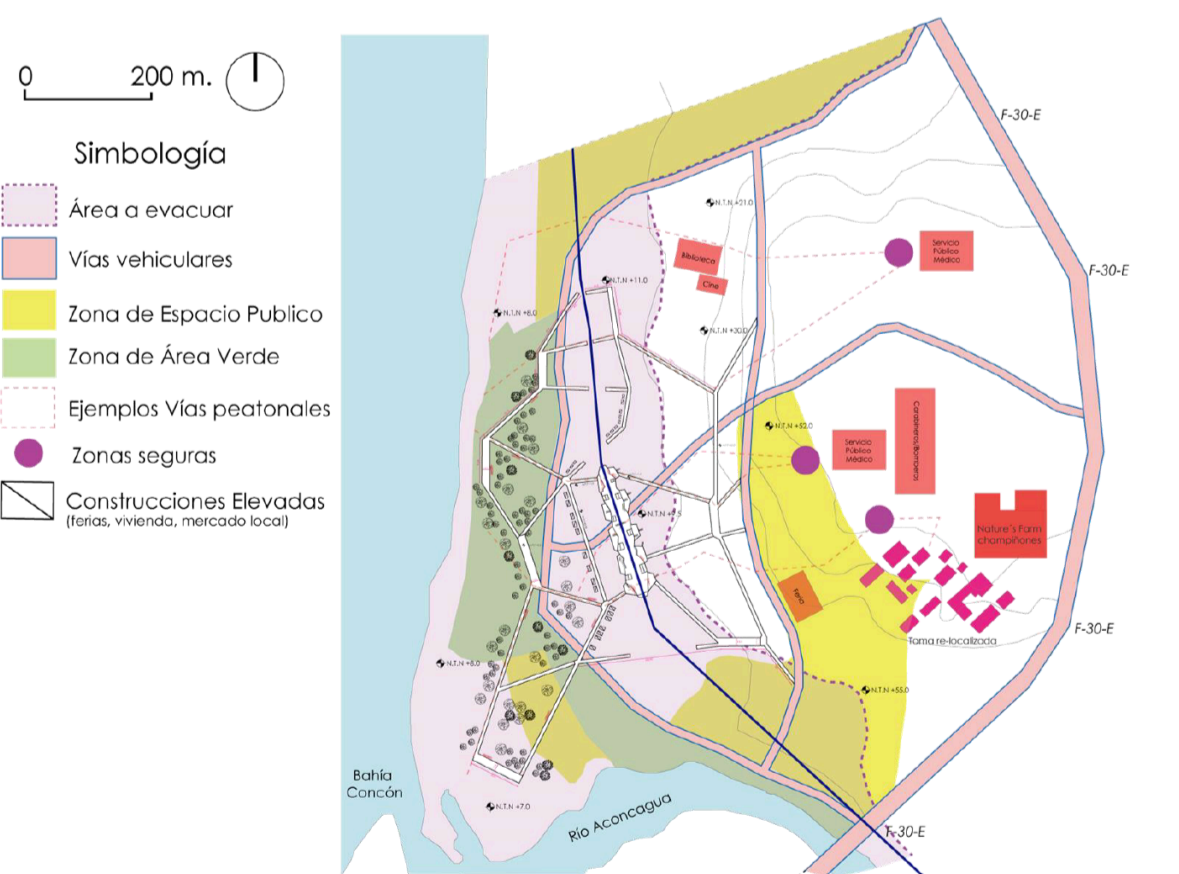 0 200 m.
Simbología
Área a evacuar
Vías vehiculares
Zona de Espacio Publico
Zona de Área Verde
Ejemplos Vías peatonales
Zonas seguras
Construcciones Elevadas
(ferias, vivienda, mercado local)
F-30-E
N.T.N +21.0
Biblioteca
Cine
Servicio
Público
Médico
F-30-E
N.T.N +11.0
N.T.N +8.0
N.T.N +30.0
N.T.N +52.0
Servicio
Público
Médico
Carabineros/Bomberos
Nature's Farm
champiñones
Feria
Toma re-localizada
F-30-E
N.T.N +8.0
N.T.N +55.0
Bahía
Concón
N.T.N +7.0
Río Aconcagua
F-30-E